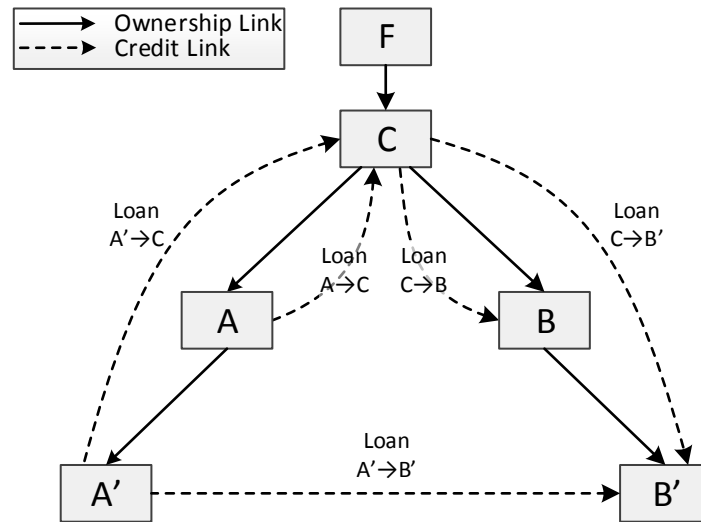 Ownership Link
Credit Link
F
C
Loan
A’→C
Loan
C→B’
Loan
A→C
Loan
C→B
A
B
Loan
A’→B’
A’
B’